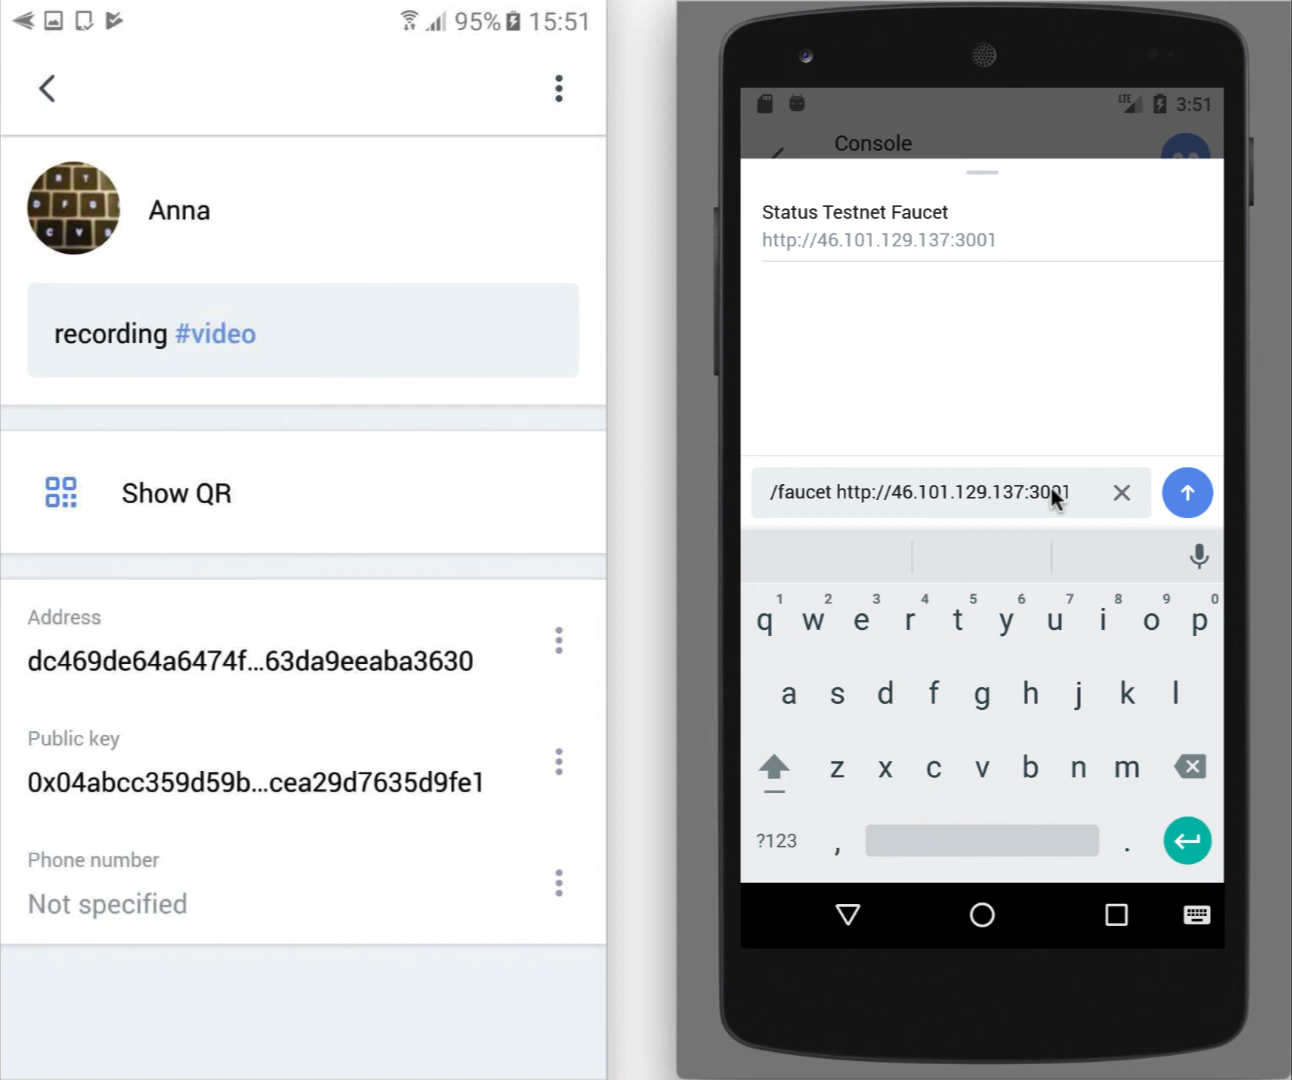 95% 15:51
Anna
recording #video
Show QR
Address
dc469de64a6474f...63da9eeaba3630
Public key
0x04abcc359d59b...cea29d7635d9fe1
Phone number
Not specified
LTE 3:51
Console
Status Testnet Faucet
http://46.101.129.137:3001
/faucet http://46.101.129.137:3001
1 2 3 4 5 6 7 8 9 0
q w e r t y u i o p
a s d f g h j k l
z x c v b n m
?123 , .